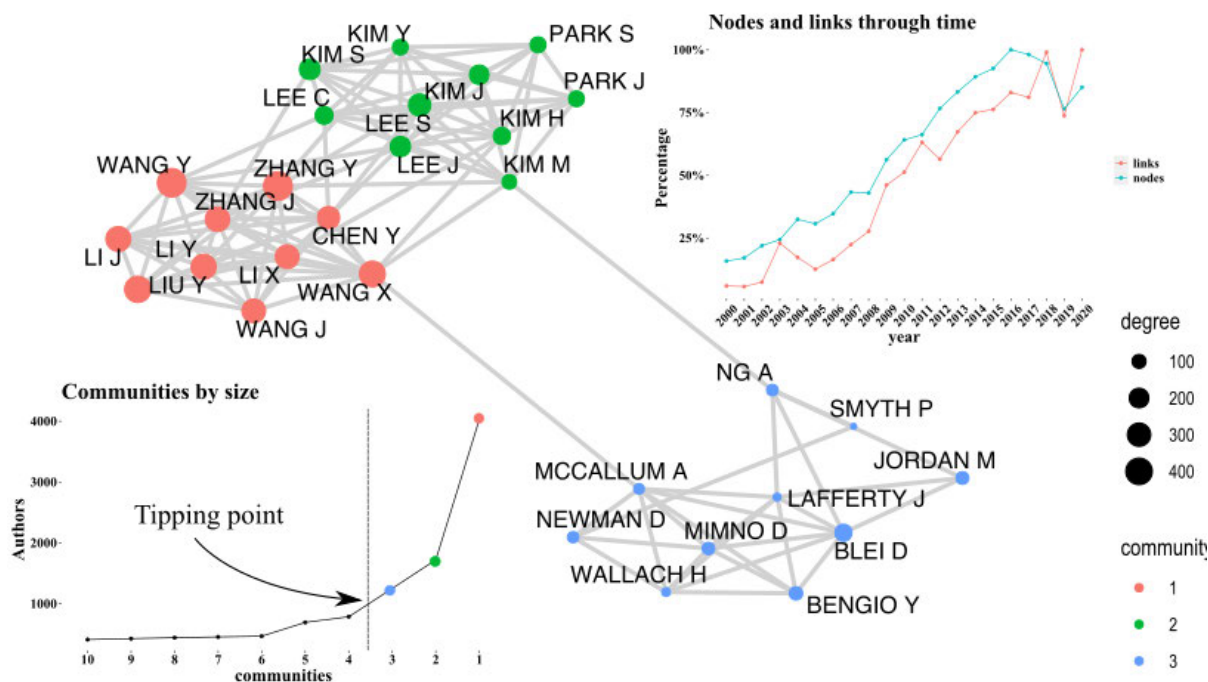 Nodes and links through time
KIM Y
PARK S
KIM S
PARK J
LEE C
KIM J
LEE S
KIM H
WANG Y
ZHANG Y
LEE J
KIM M
ZHANG J
LI J
LI Y
CHEN Y
LIU Y
LI X
WANG X
WANG J
100%
75%
50%
25%
Percentage
2000
2001
2002
2003
2004
2005
2006
2007
2008
2009
2010
2011
2012
2013
2014
2015
2016
2017
2018
2019
2020
year
links
nodes
degree
100
200
300
400
community
1
2
3
NG A
SMYTH P
JORDAN M
MCCALLUM A
LAFFERTY J
NEWMAN D
MIMNO D
BLEI D
WALLACH H
BENGIO Y
Communities by size
4000
3000
2000
1000
Authors
Tipping point
10 9 8 7 6 5 4 3 2 1
communities